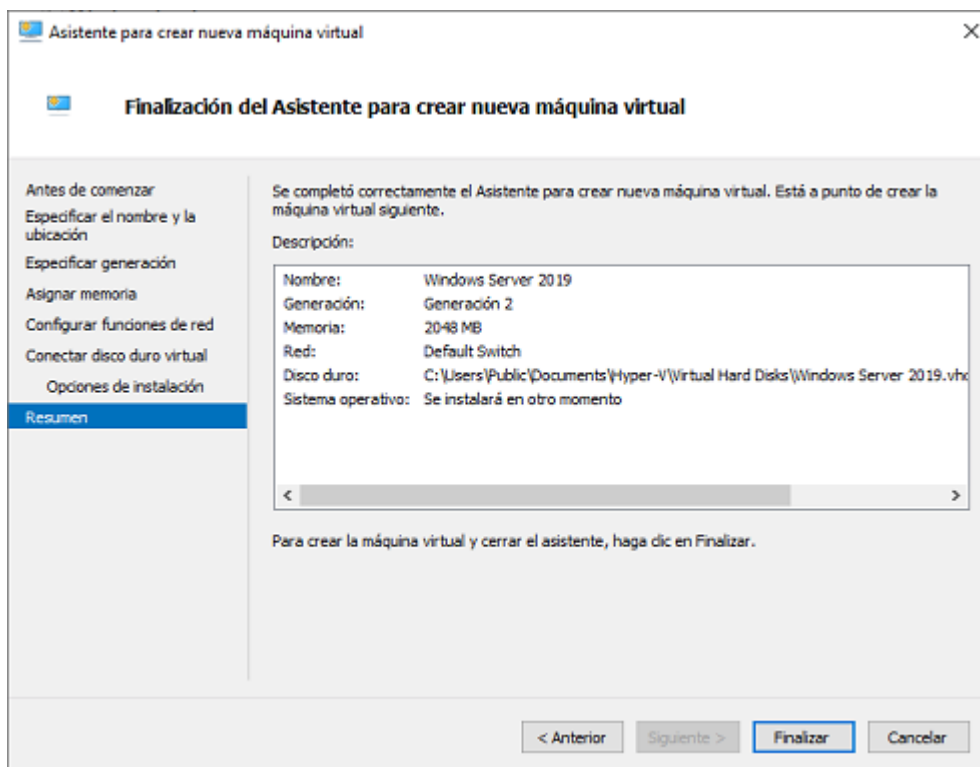 Asistente para crear nueva máquina virtual
Finalización del Asistente para crear nueva máquina virtual
Antes de comenzar
Especificar el nombre y la
ubicación
Especificar generación
Asignar memoria
Configurar funciones de red
Conectar disco duro virtual
Opciones de instalación
Resumen
Se completó correctamente el Asistente para crear nueva máquina virtual. Está a punto de crear la
máquina virtual siguiente.
Descripción:
Nombre: Windows Server 2019
Generación: Generación 2
Memoria: 2048 MB
Red: Default Switch
Disco duro: C:\Users\Public\Documents\Hyper-V\Virtual Hard Disks\Windows Server 2019.vhd
Sistema operativo: Se instalará en otro momento
Para crear la máquina virtual y cerrar el asistente, haga clic en Finalizar.
< Anterior
Siguiente >
Finalizar
Cancelar